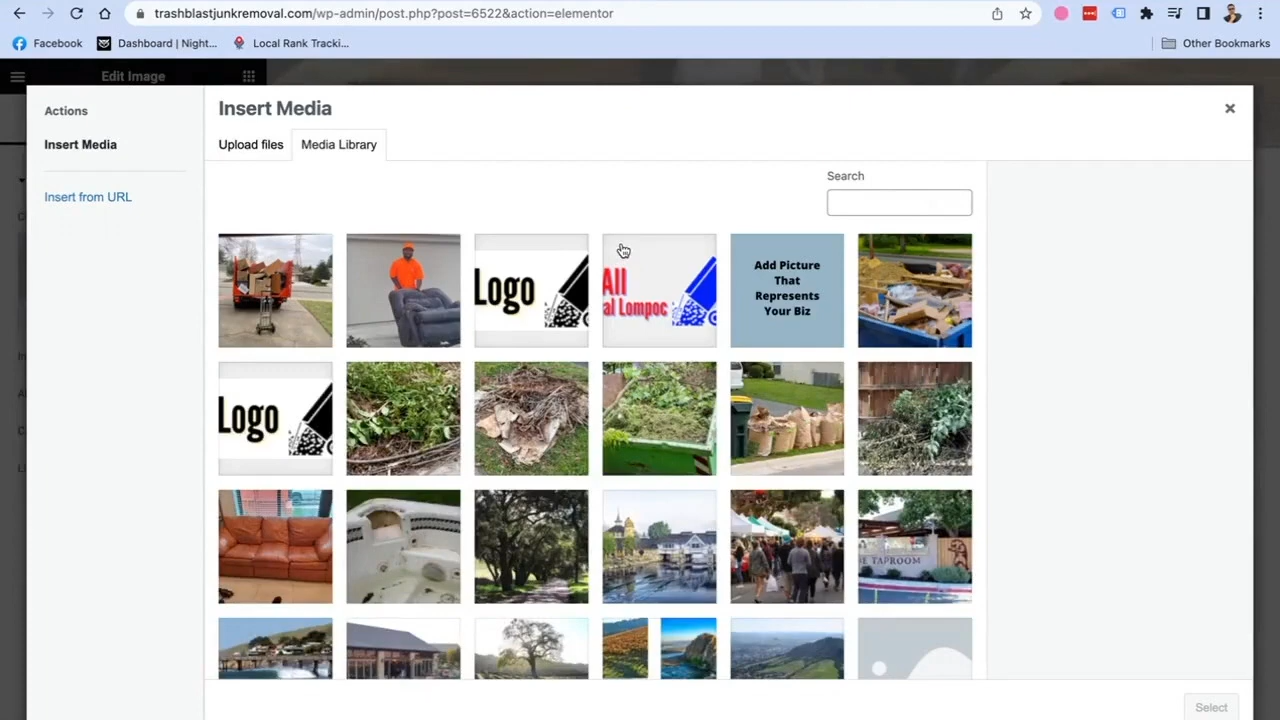 trashblastjunkremoval.com/wp-admin/post.php?post=6522&action=elementor
Facebook
Dashboard | Night...
Local Rank Tracki...
Other Bookmarks
Edit Image
Actions
Insert Media
Insert from URL
Insert Media
Upload files
Media Library
Search
Logo
All
al Lompoc
Add Picture
That
Represents
Your Biz
Logo
TAPROOM
Select